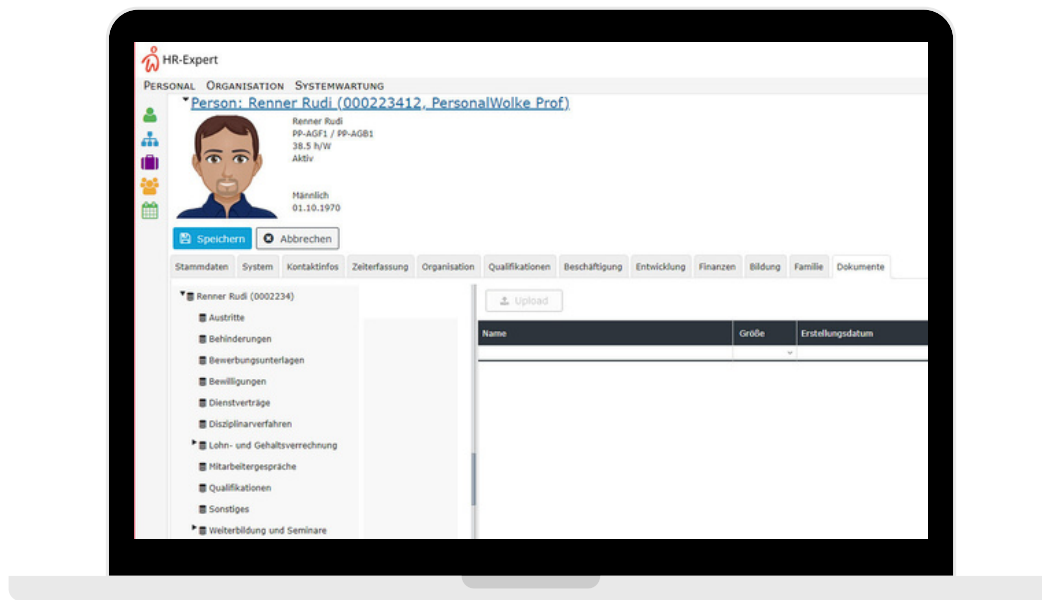 HR-Expert
PERSONAL ORGANISATION SYSTEMWARTUNG
Person: Renner Rudi (000223412, PersonalWolke Prof)
Renner Rudi
PP-AGF1 / PP-AGB1
38.5 h/W
Aktiv
Männlich
01.10.1970
Speichern Abbrechen
Stammdaten System Kontaktinfos Zeiterfassung Organisation Qualifikationen Beschäftigung Entwicklung Finanzen Bildung Familie Dokumente
Renner Rudi (0002234)
Austritte
Behinderungen
Bewerbungsunterlagen
Bewilligungen
Dienstverträge
Disziplinarverfahren
Lohn- und Gehaltsverrechnung
Mitarbeitergespräche
Qualifikationen
Sonstiges
Weiterbildung und Seminare
Upload
Name Größe Erstellungsdatum